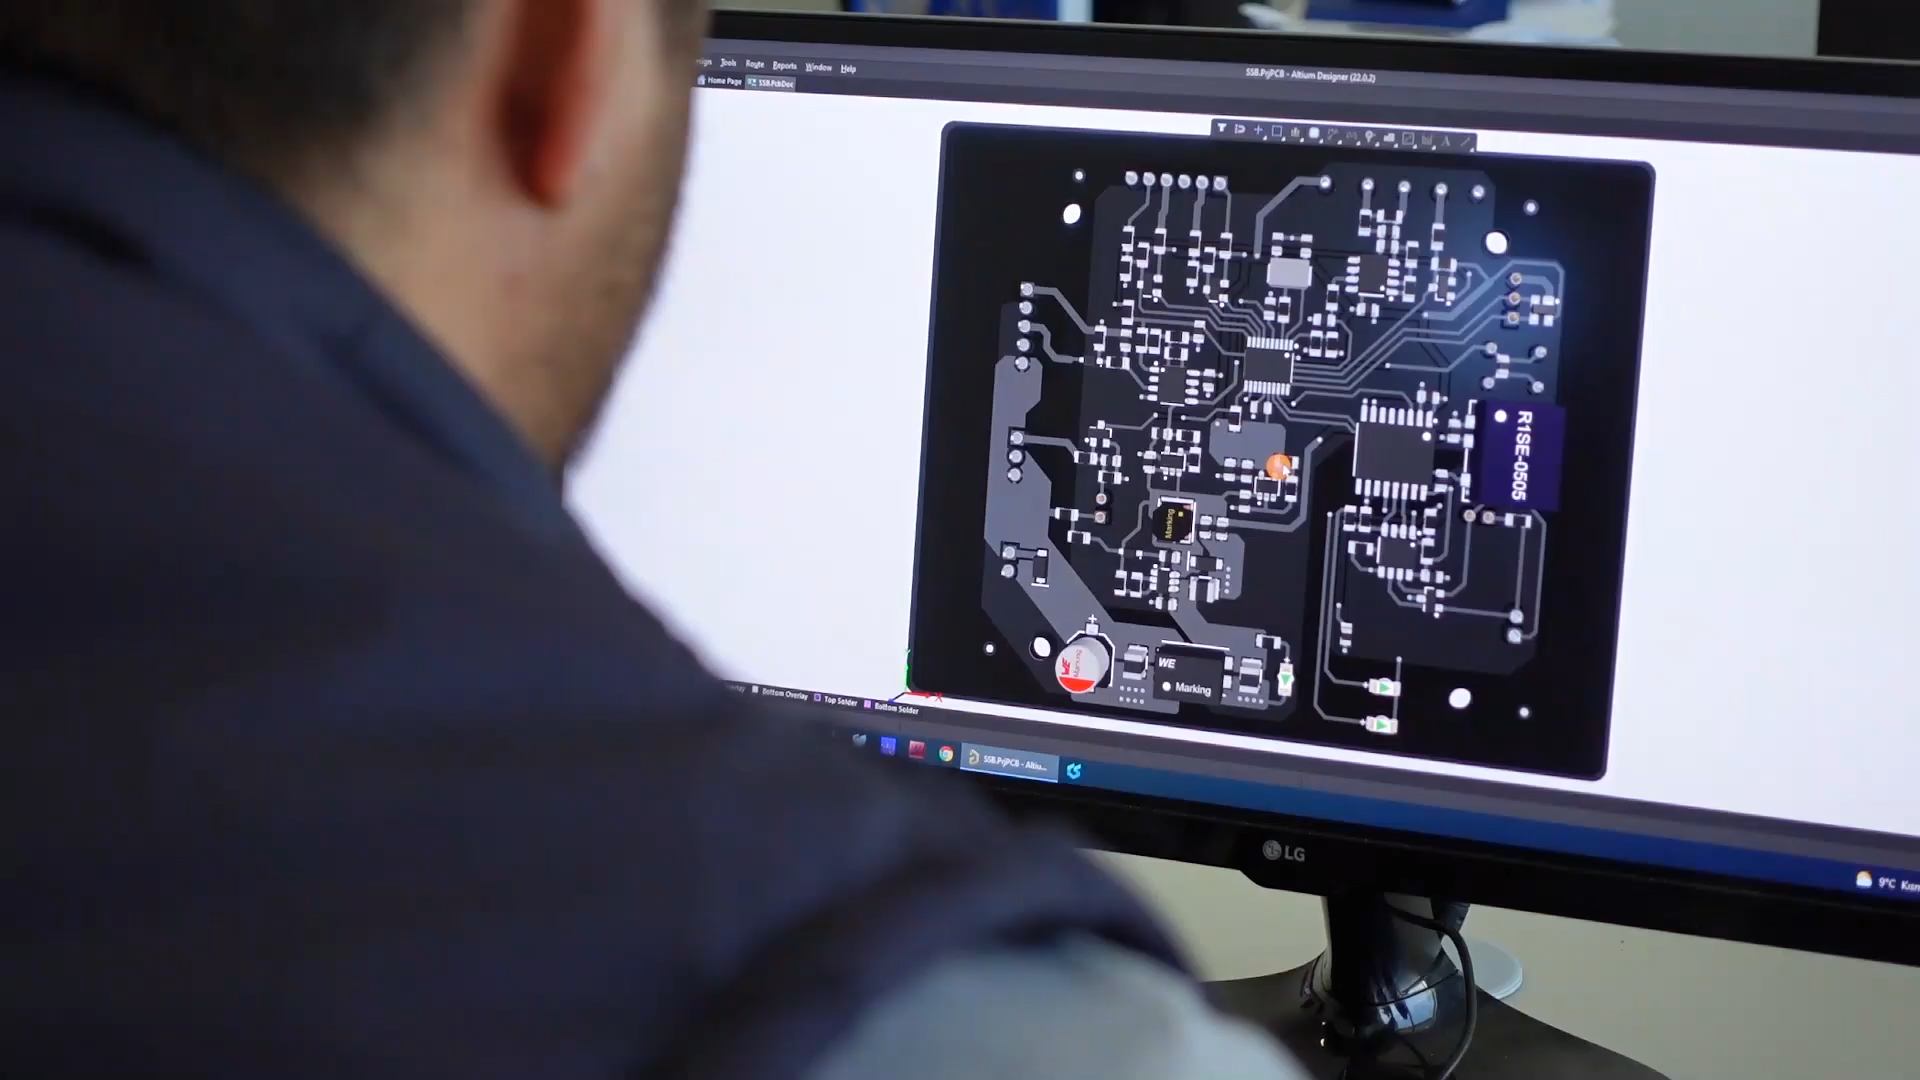 Tools Route Reports Window Help
SSB.PrjPCB - Altium Designer (22.0.2)
Home Page SSB.PcbDoc
R1SE-0505
Marking
+
WE
WE
Marking
X
Bottom Overlay Top Solder Bottom Solder
SSB.PrjPCB - Altiu...
LG
9°C